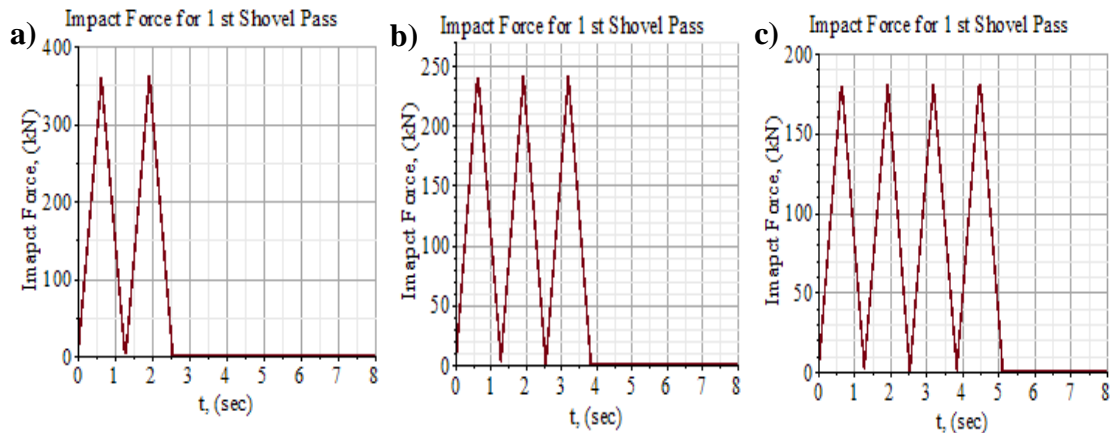 a)
Impact Force for 1 st Shovel Pass
Imapct Force, (kN)
400
300
200
100
0
0 1 2 3 4 5 6 7 8
t, (sec)
b)
Impact Force for 1 st Shovel Pass
Imapct Force, (kN)
250
200
150
100
50
0
0 1 2 3 4 5 6 7 8
t, (sec)
c)
Impact Force for 1 st Shovel Pass
Imapct Force, (kN)
200
150
100
50
0
0 1 2 3 4 5 6 7 8
t, (sec)